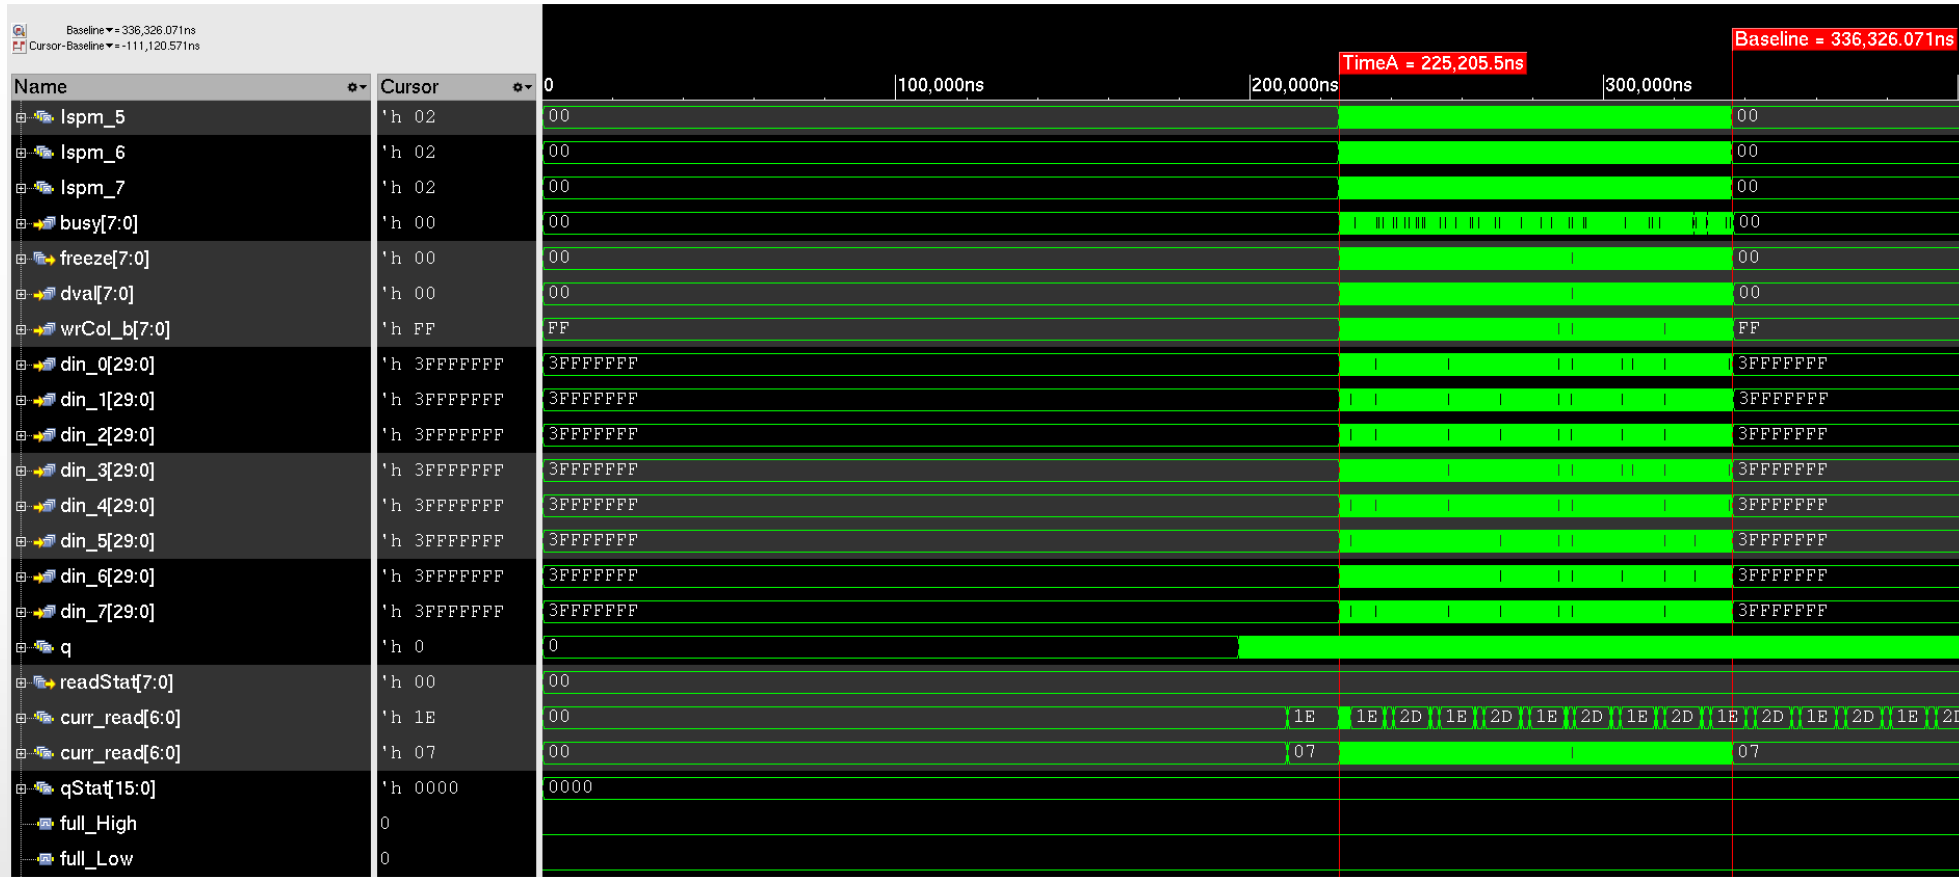 Baseline▼= 336,326.071ns
Cursor-Baseline▼= -111,120.571ns
Baseline = 336,326.071ns
TimeA = 225,205.5ns
Name Cursor 0 100,000ns 200,000ns 300,000ns
lspm_5 'h 02 00 00
lspm_6 'h 02 00 00
lspm_7 'h 02 00 00
busy[7:0] 'h 00 00 00
freeze[7:0] 'h 00 00 00
dval[7:0] 'h 00 00 00
wrCol_b[7:0] 'h FF FF FF
din_0[29:0] 'h 3FFFFFFF 3FFFFFFF 3FFFFFFF
din_1[29:0] 'h 3FFFFFFF 3FFFFFFF 3FFFFFFF
din_2[29:0] 'h 3FFFFFFF 3FFFFFFF 3FFFFFFF
din_3[29:0] 'h 3FFFFFFF 3FFFFFFF 3FFFFFFF
din_4[29:0] 'h 3FFFFFFF 3FFFFFFF 3FFFFFFF
din_5[29:0] 'h 3FFFFFFF 3FFFFFFF 3FFFFFFF
din_6[29:0] 'h 3FFFFFFF 3FFFFFFF 3FFFFFFF
din_7[29:0] 'h 3FFFFFFF 3FFFFFFF 3FFFFFFF
q 'h 0 0
readStat[7:0] 'h 00 00
curr_read[6:0] 'h 1E 00 1E 1E 2D 1E 2D 1E 2D 1E 2D 1E 2D 1E 2D 1E 2D
curr_read[6:0] 'h 07 00 07 07
qStat[15:0] 'h 0000 0000
full_High 0
full_Low 0